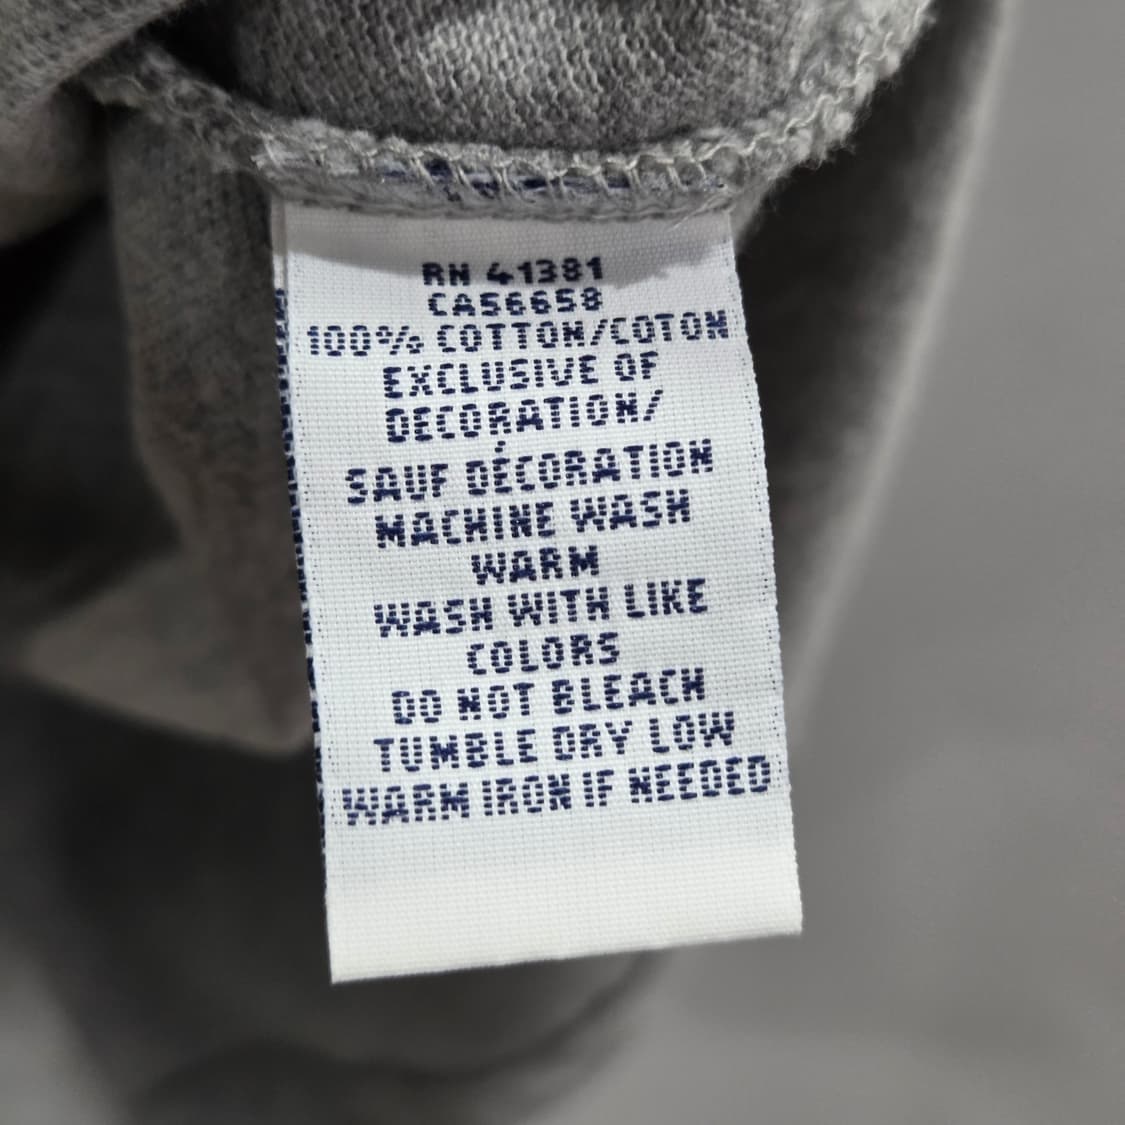 RN 41381
CA56658
100% COTTON/COTON
EXCLUSIVE OF
DECORATION/
SAUF DÉCORATION
MACHINE WASH
WARM
WASH WITH LIKE
COLORS
DO NOT BLEACH
TUMBLE DRY LOW
WARM IRON IF NEEDED